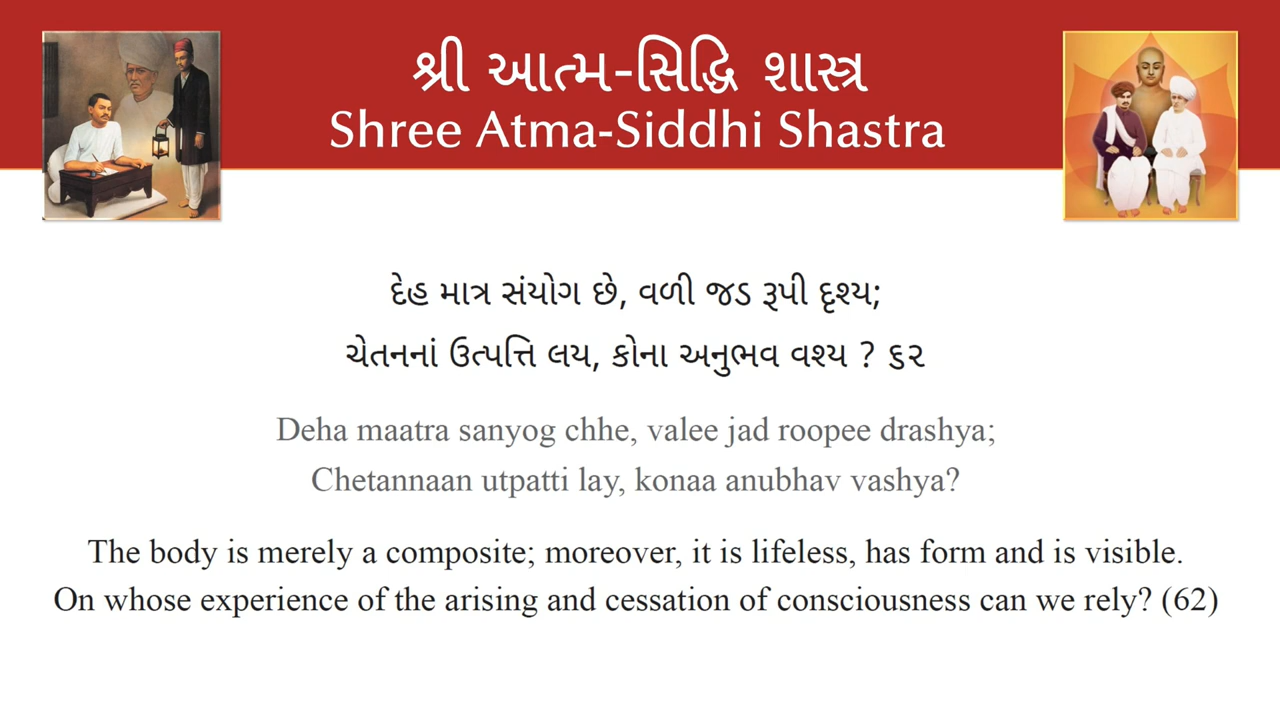 શ્રી આત્મ-સિદ્ધિ શાસ્ત્ર
Shree Atma-Siddhi Shastra
દેહ માત્ર સંયોગ છે, વળી જડ રૂપી દૃશ્ય;
ચેતનનાં ઉત્પત્તિ લય, કોના અનુભવ વશ્ય ? ૬૨
Deha maatra sanyog chhe, valee jad roopee drashya;
Chetannaan utpatti lay, konaa anubhav vashya?
The body is merely a composite; moreover, it is lifeless, has form and is visible.
On whose experience of the arising and cessation of consciousness can we rely? (62)